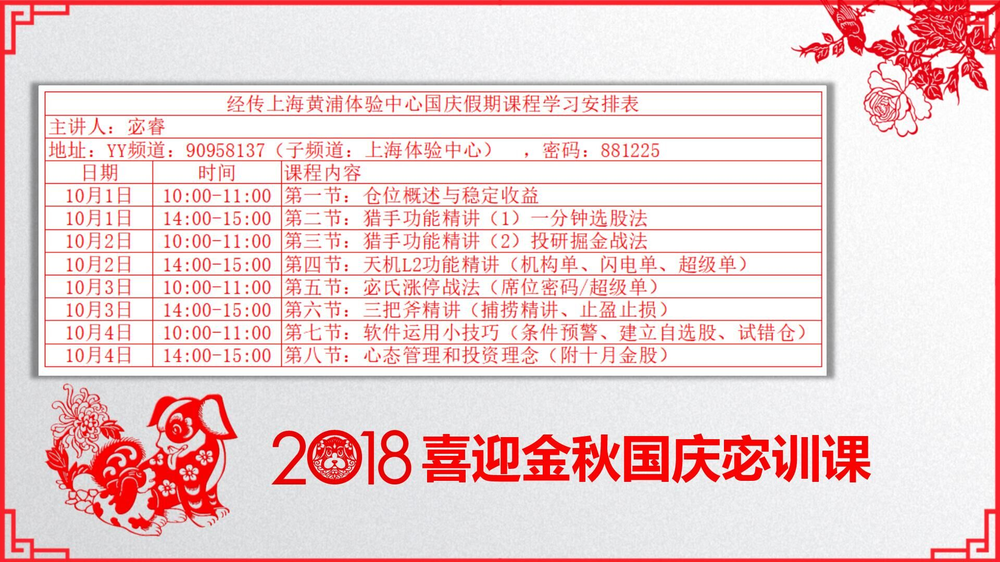 经传上海黄浦体验中心国庆假期课程学习安排表
主讲人：宓睿
地址：YY频道：90958137（子频道：上海体验中心） ，密码：881225
日期 时间 课程内容
10月1日 10:00-11:00 第一节：仓位概述与稳定收益
10月1日 14:00-15:00 第二节：猎手功能精讲（1）一分钟选股法
10月2日 10:00-11:00 第三节：猎手功能精讲（2）投研掘金战法
10月2日 14:00-15:00 第四节：天机L2功能精讲（机构单、闪电单、超级单）
10月3日 10:00-11:00 第五节：宓氏涨停战法（席位密码/超级单）
10月3日 14:00-15:00 第六节：三把斧精讲（捕捞精讲、止盈止损）
10月4日 10:00-11:00 第七节：软件运用小技巧（条件预警、建立自选股、试错仓）
10月4日 14:00-15:00 第八节：心态管理和投资理念（附十月金股）
2018喜迎金秋国庆宓训课